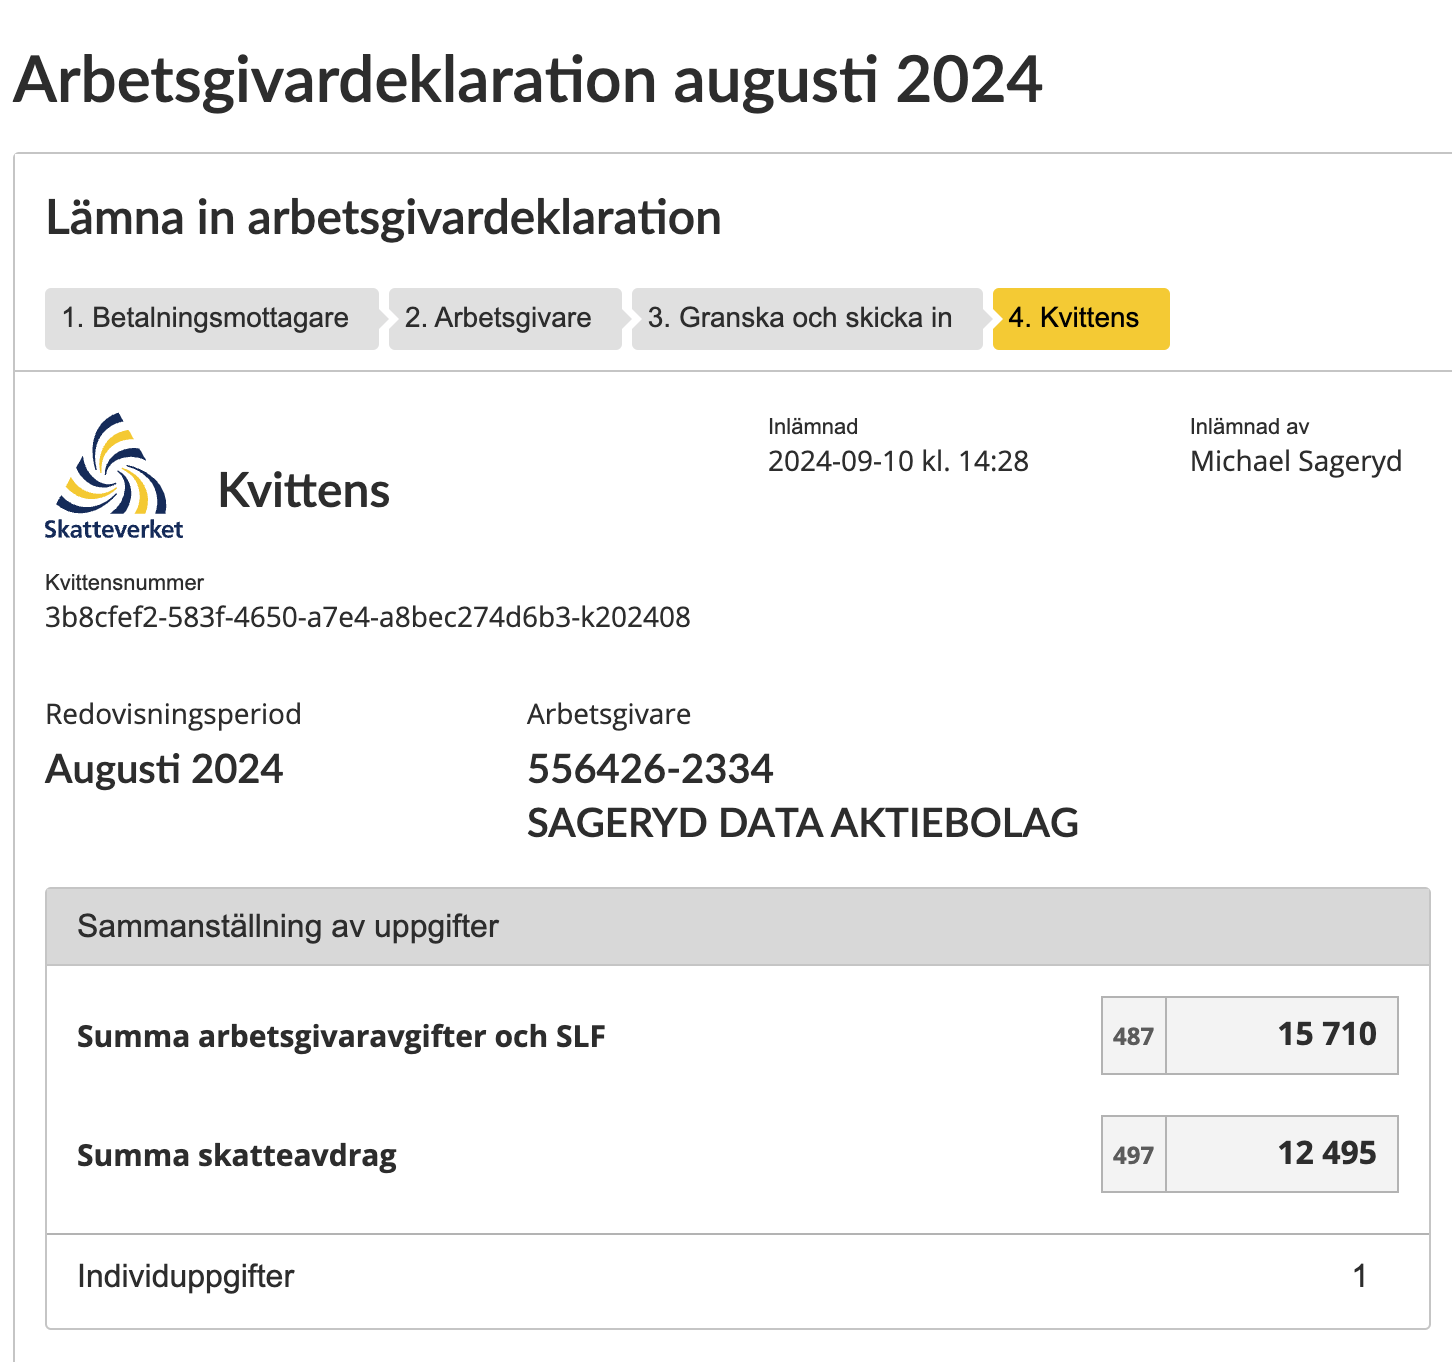 Arbetsgivardeklaration augusti 2024
Lämna in arbetsgivardeklaration
1. Betalningsmottagare
2. Arbetsgivare
3. Granska och skicka in
4. Kvittens
Skatteverket
Kvittens
Inlämnad
2024-09-10 kl. 14:28
Inlämnad av
Michael Sageryd
Kvittensnummer
3b8cfef2-583f-4650-a7e4-a8bec274d6b3-k202408
Redovisningsperiod
Augusti 2024
Arbetsgivare
556426-2334
SAGERYD DATA AKTIEBOLAG
Sammanställning av uppgifter
Summa arbetsgivaravgifter och SLF 487 15 710
Summa skatteavdrag 497 12 495
Individuppgifter 1